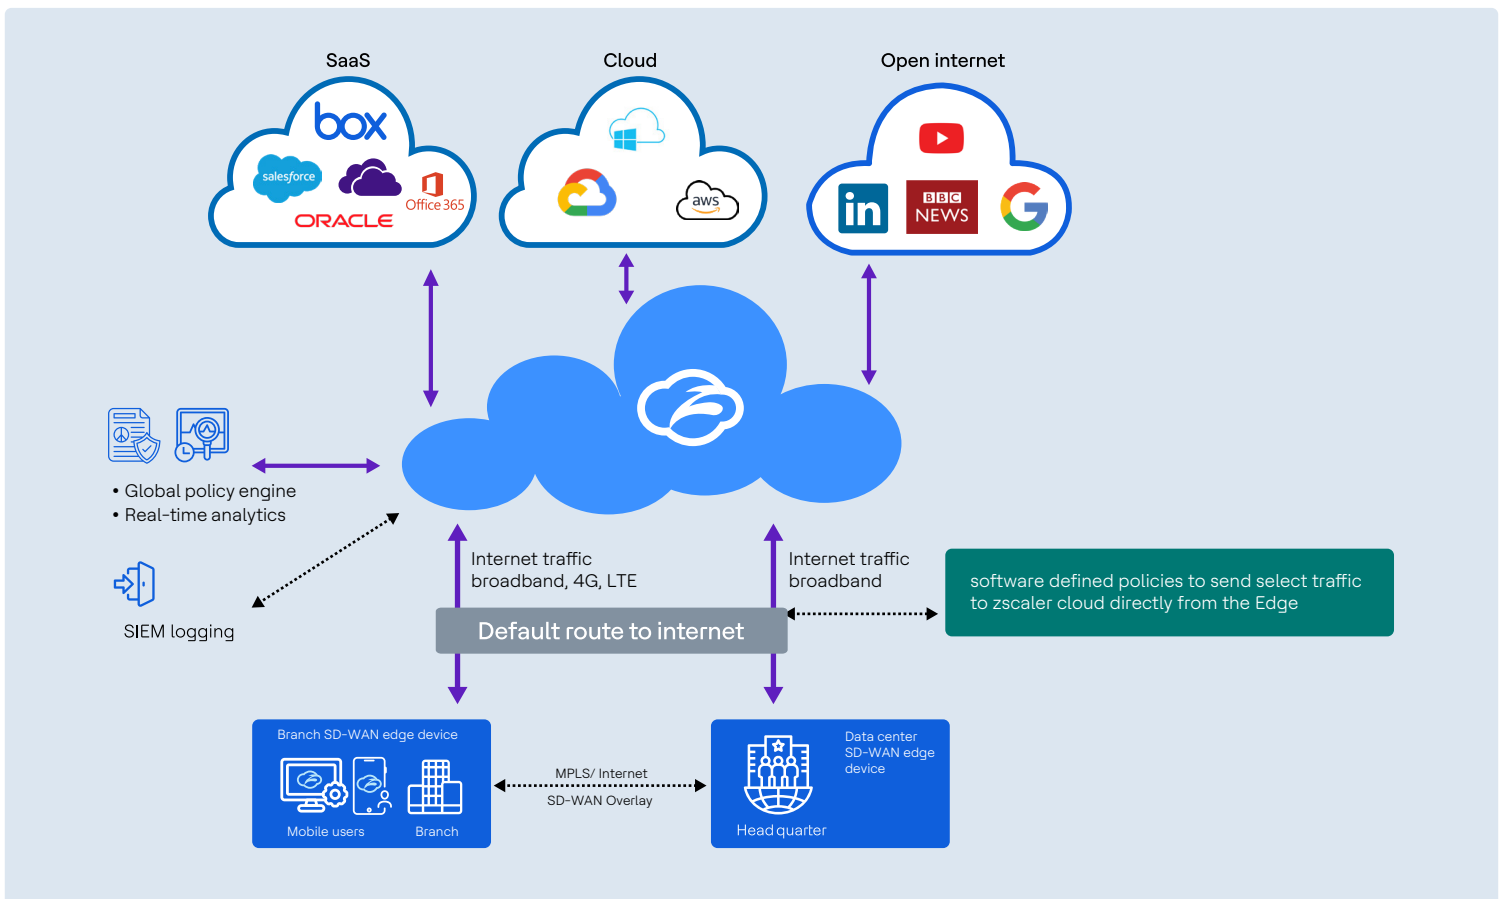 SaaS
Cloud
Open internet
box
salesforce
Office 365
ORACLE
aws
in
BBC
NEWS
• Global policy engine
• Real-time analytics
SIEM logging
Internet traffic
broadband, 4G, LTE
Internet traffic
broadband
software defined policies to send select traffic
to zscaler cloud directly from the Edge
Default route to internet
Branch SD-WAN edge device
Mobile users
Branch
MPLS/ Internet
SD-WAN Overlay
Data center
SD-WAN edge
device
Head quarter